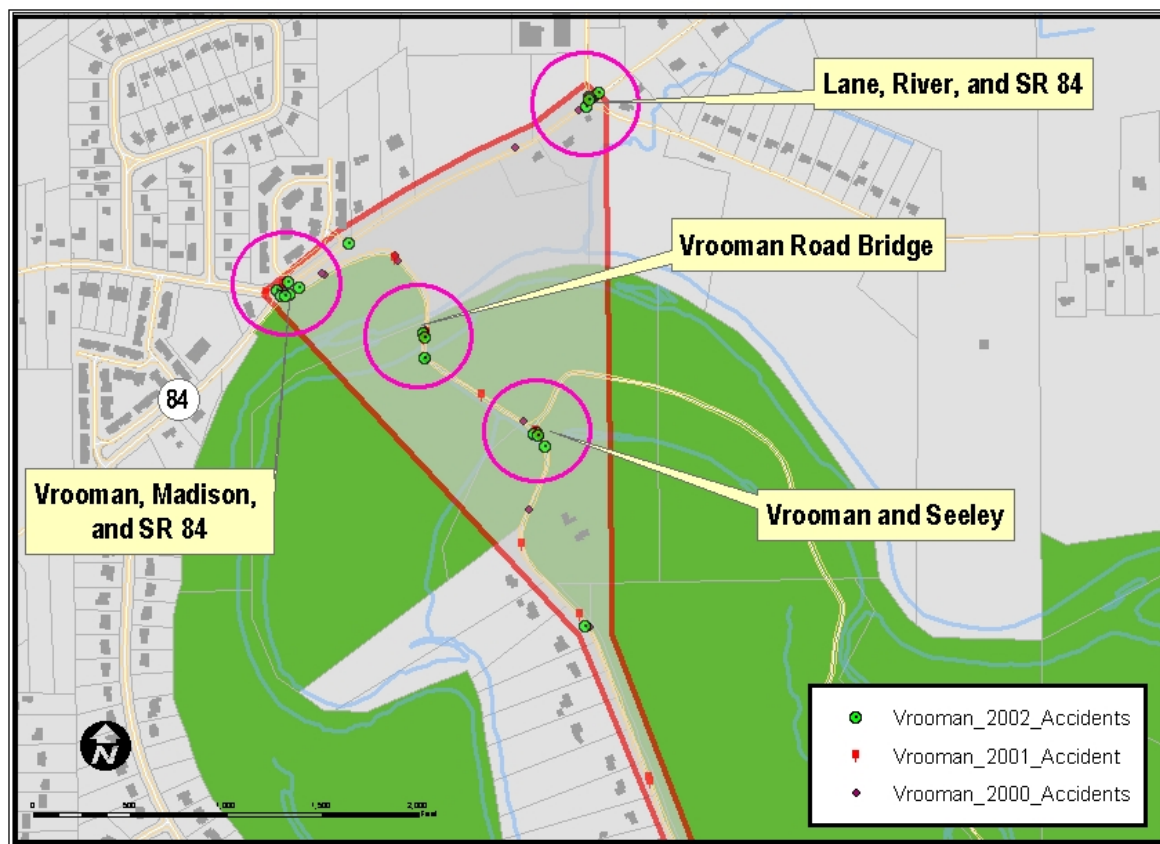 Lane, River, and SR 84
Vrooman Road Bridge
84
Vrooman, Madison,
and SR 84
Vrooman and Seeley
N
0 500 1,000 1,500 2,000
Feet
Vrooman_2002_Accidents
Vrooman_2001_Accident
Vrooman_2000_Accidents